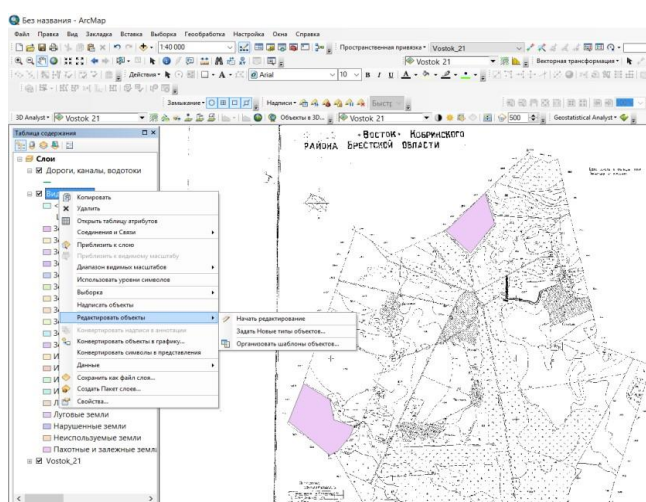 Без названия - ArcMap
Файл Правка Вид Закладка Вставка Выборка Геообработка Настройка Окна Справка
1:40 000 Пространственная привязка Vostok_21
Vostok_21 Векторная трансформация
Действия Arial 10 B I U A
Замыкание Надписи Быстр
3D Analyst Vostok 21 Объекты в 3D... Vostok 21 500 Geostatistical Analyst
Таблица содержания
Слои
Дороги, каналы, водотоки
Копировать
Удалить
Открыть таблицу атрибутов
Соединения и Связи
Приблизить к слою
Приблизить к видимому масштабу
Диапазон видимых масштабов
Использовать уровни символов
Выборка
Надписать объекты
Редактировать объекты
Начать редактирование
Задать Новые типы объектов...
Организовать шаблоны объектов...
Конвертировать надписи в аннотации
Конвертировать объекты в графику...
Конвертировать символы в представления
Данные
Сохранить как файл слоя...
Создать Пакет слоев...
Свойства...
Луговые земли
Нарушенные земли
Неиспользуемые земли
Пахотные и залежные земл
Vostok_21
ВОСТОК КОБРИНСКОГО
РАЙОНА БРЕСТСКОЙ ОБЛАСТИ